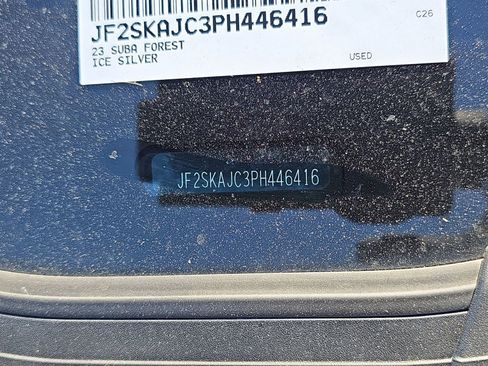 JF2SKAJC3PH446416
23 SUBA FOREST
ICE SILVER
USED
C26
JF2SKAJC3PH446416